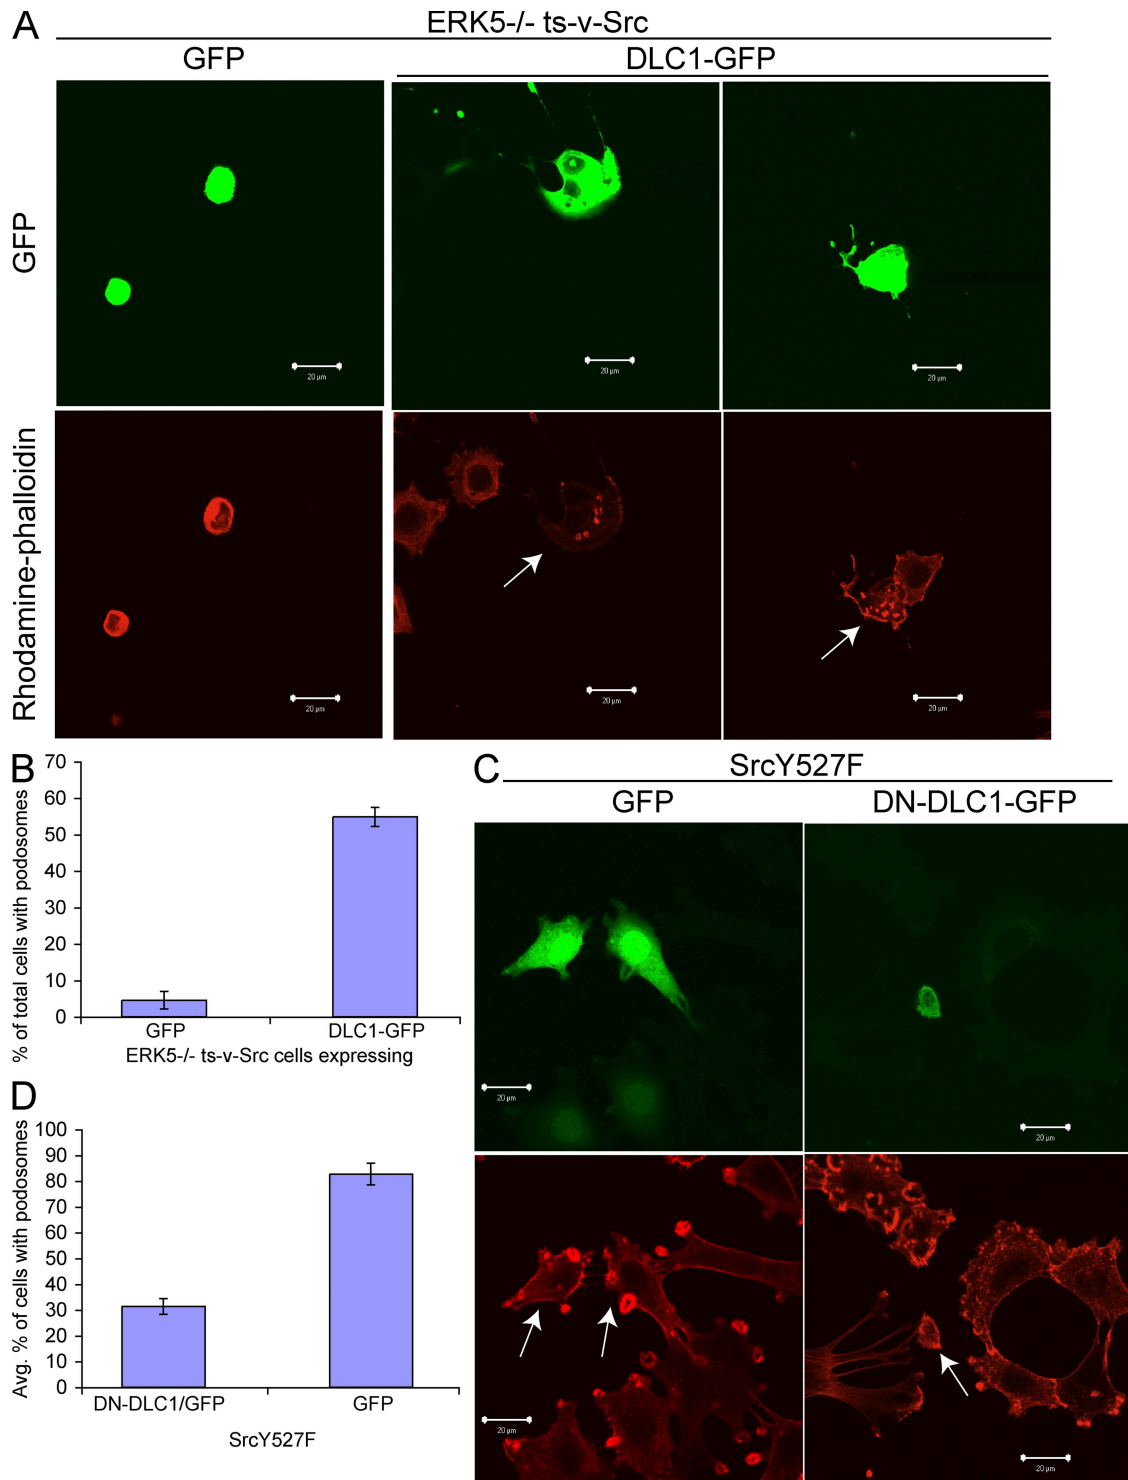 A
ERK5-/- ts-v-Src
GFP
DLC1-GFP
GFP
20 µm
20 µm
20 µm
Rhodamine-phalloidin
20 µm
20 µm
20 µm
B
% of total cells with podosomes
70
60
50
40
30
20
10
0
GFP
DLC1-GFP
ERK5-/- ts-v-Src cells expressing
C
SrcY527F
GFP
DN-DLC1-GFP
20 µm
20 µm
20 µm
20 µm
D
Avg. % of cells with podosomes
100
90
80
70
60
50
40
30
20
10
0
DN-DLC1/GFP
GFP
SrcY527F